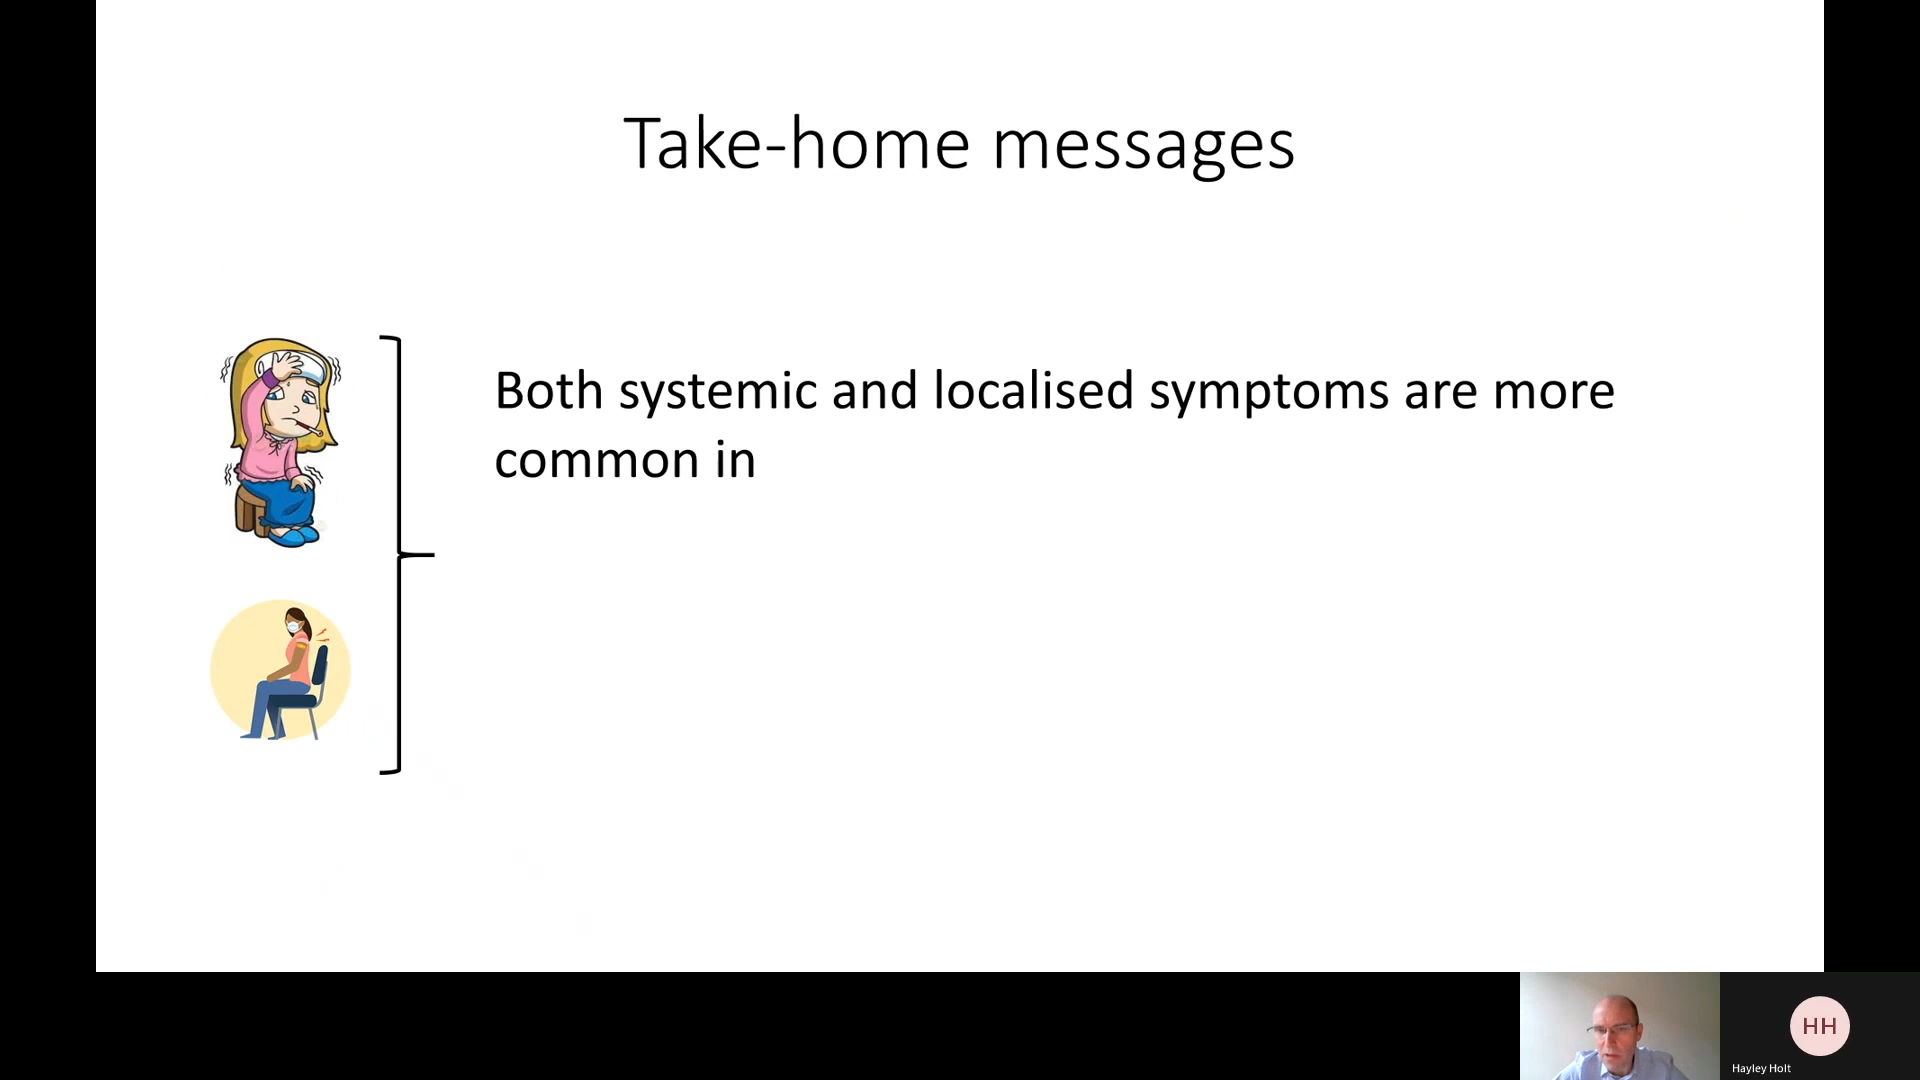 Take-home messages
Both systemic and localised symptoms are more
common in
HH
Hayley Holt